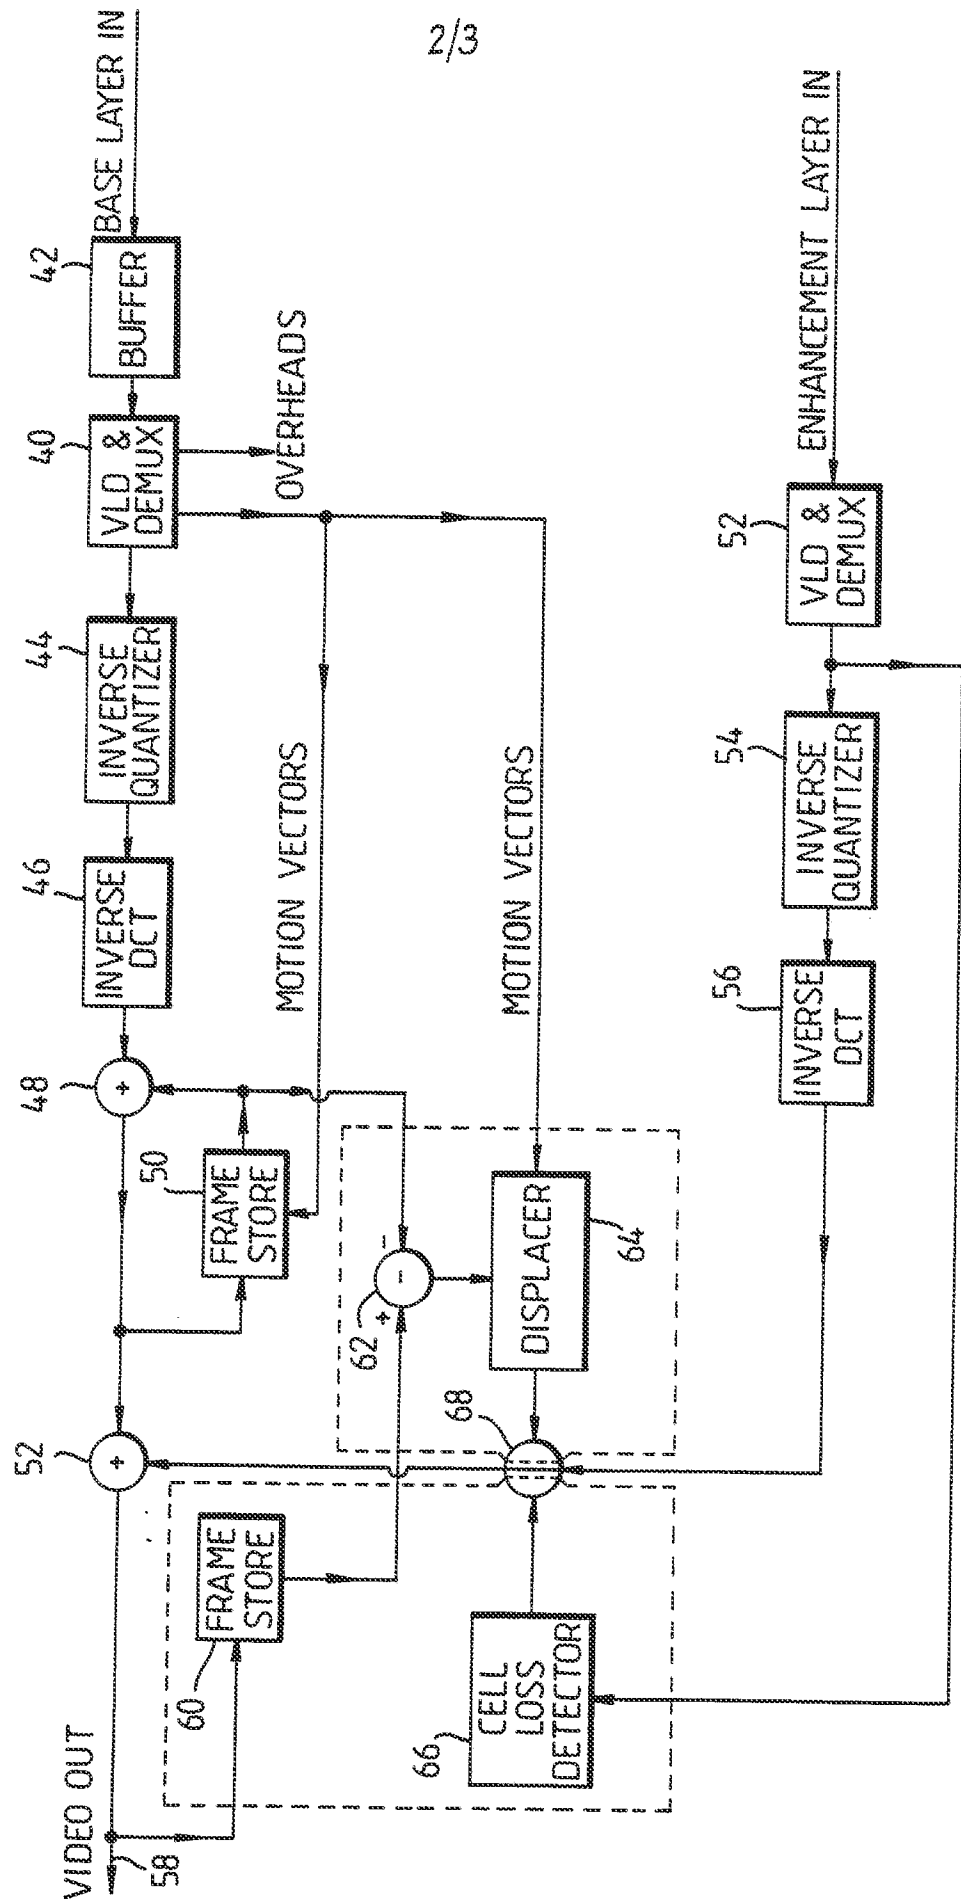 2/3
VIDEO OUT
58
52
48
46
INVERSE
DCT
44
INVERSE
QUANTIZER
40
VLD &
DEMUX
42
BUFFER
BASE LAYER IN
60
FRAME
STORE
50
FRAME
STORE
MOTION VECTORS
OVERHEADS
62
+
-
-
+
+
66
CELL
LOSS
DETECTOR
68
DISPLACER
64
MOTION VECTORS
56
INVERSE
DCT
54
INVERSE
QUANTIZER
52
VLD &
DEMUX
ENHANCEMENT LAYER IN